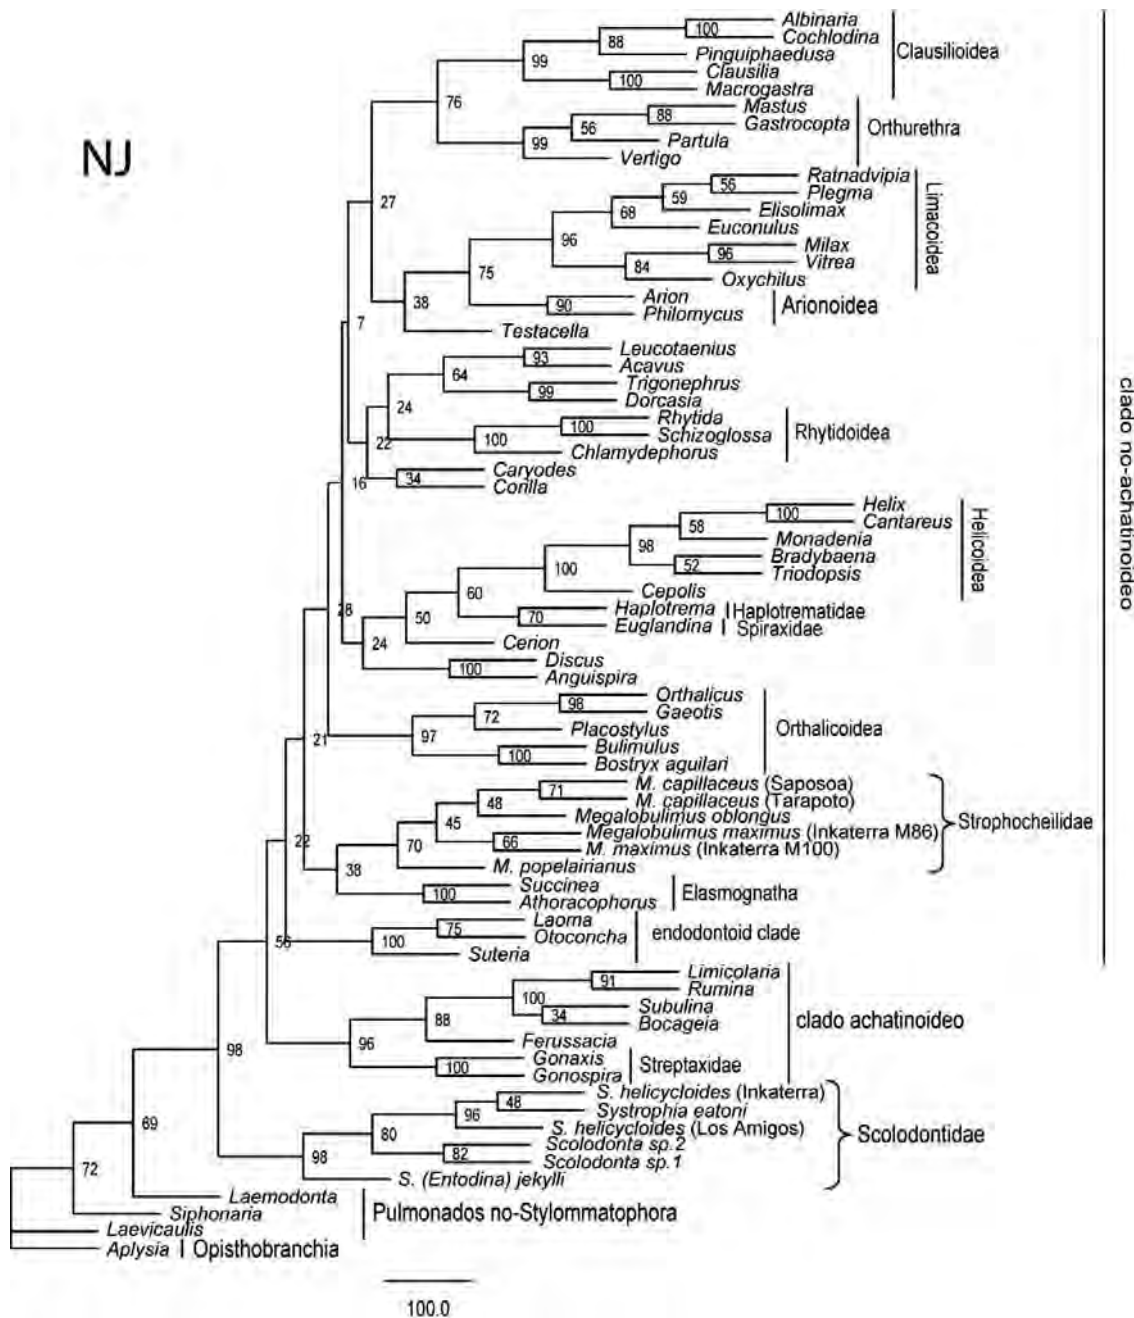 NJ
Albinaria
100
Cochlodina
88
Pinguiphaedusa
99
Clausilia
100
Macrogastra
Clausilioidea
76
Mastus
88
Gastrocopta
56
Partula
99
Vertigo
Orthurethra
27
Ratnadvipia
56
Plegma
59
Elisolimax
68
Euconulus
96
Milax
96
Vitrea
84
Oxychilus
Limacoidea
75
Arion
90
Philomycus
Arionoidea
38
Testacella
7
Leucotaenius
93
Acavus
64
Trigonephrus
99
Dorcasia
24
Rhytida
100
Schizoglossa
100
Chlamydephorus
Rhytidoidea
22
Caryodes
34
Corilla
16
Helix
100
Cantareus
58
Monadenia
98
Bradybaena
52
Triodopsis
100
Cepolis
Helicoidea
60
Haplotrema
Haplotrematidae
70
Euglandina
Spiraxidae
50
Cerion
24
Discus
100
Anguispira
28
Orthalicus
98
Gaeotis
72
Placostylus
97
Bulimulus
100
Bostryx aguilari
Orthalicoidea
21
M. capillaceus (Saposoa)
71
M. capillaceus (Tarapoto)
48
Megalobulimus oblongus
45
Megalobulimus maximus (Inkaterra M86)
66
M. maximus (Inkaterra M100)
70
M. popelairianus
Strophocheilidae
38
Succinea
100
Athoracophorus
Elasmognatha
22
Laoma
75
Otoconcha
100
Suteria
endodontoid clade
clado no-achatinoideo
56
Limicolaria
91
Rumina
100
Subulina
34
Bocageia
88
Ferussacia
96
Gonaxis
100
Gonospira
Streptaxidae
clado achatinoideo
98
S. helicycloides (Inkaterra)
48
Systrophia eatoni
96
S. helicycloides (Los Amigos)
80
Scolodonta sp.2
82
Scolodonta sp.1
98
S. (Entodina) jekylli
Scolodontidae
69
Laemodonta
72
Siphonaria
Laevicaulis
Pulmonados no-Stylommatophora
Aplysia
Opisthobranchia
100.0